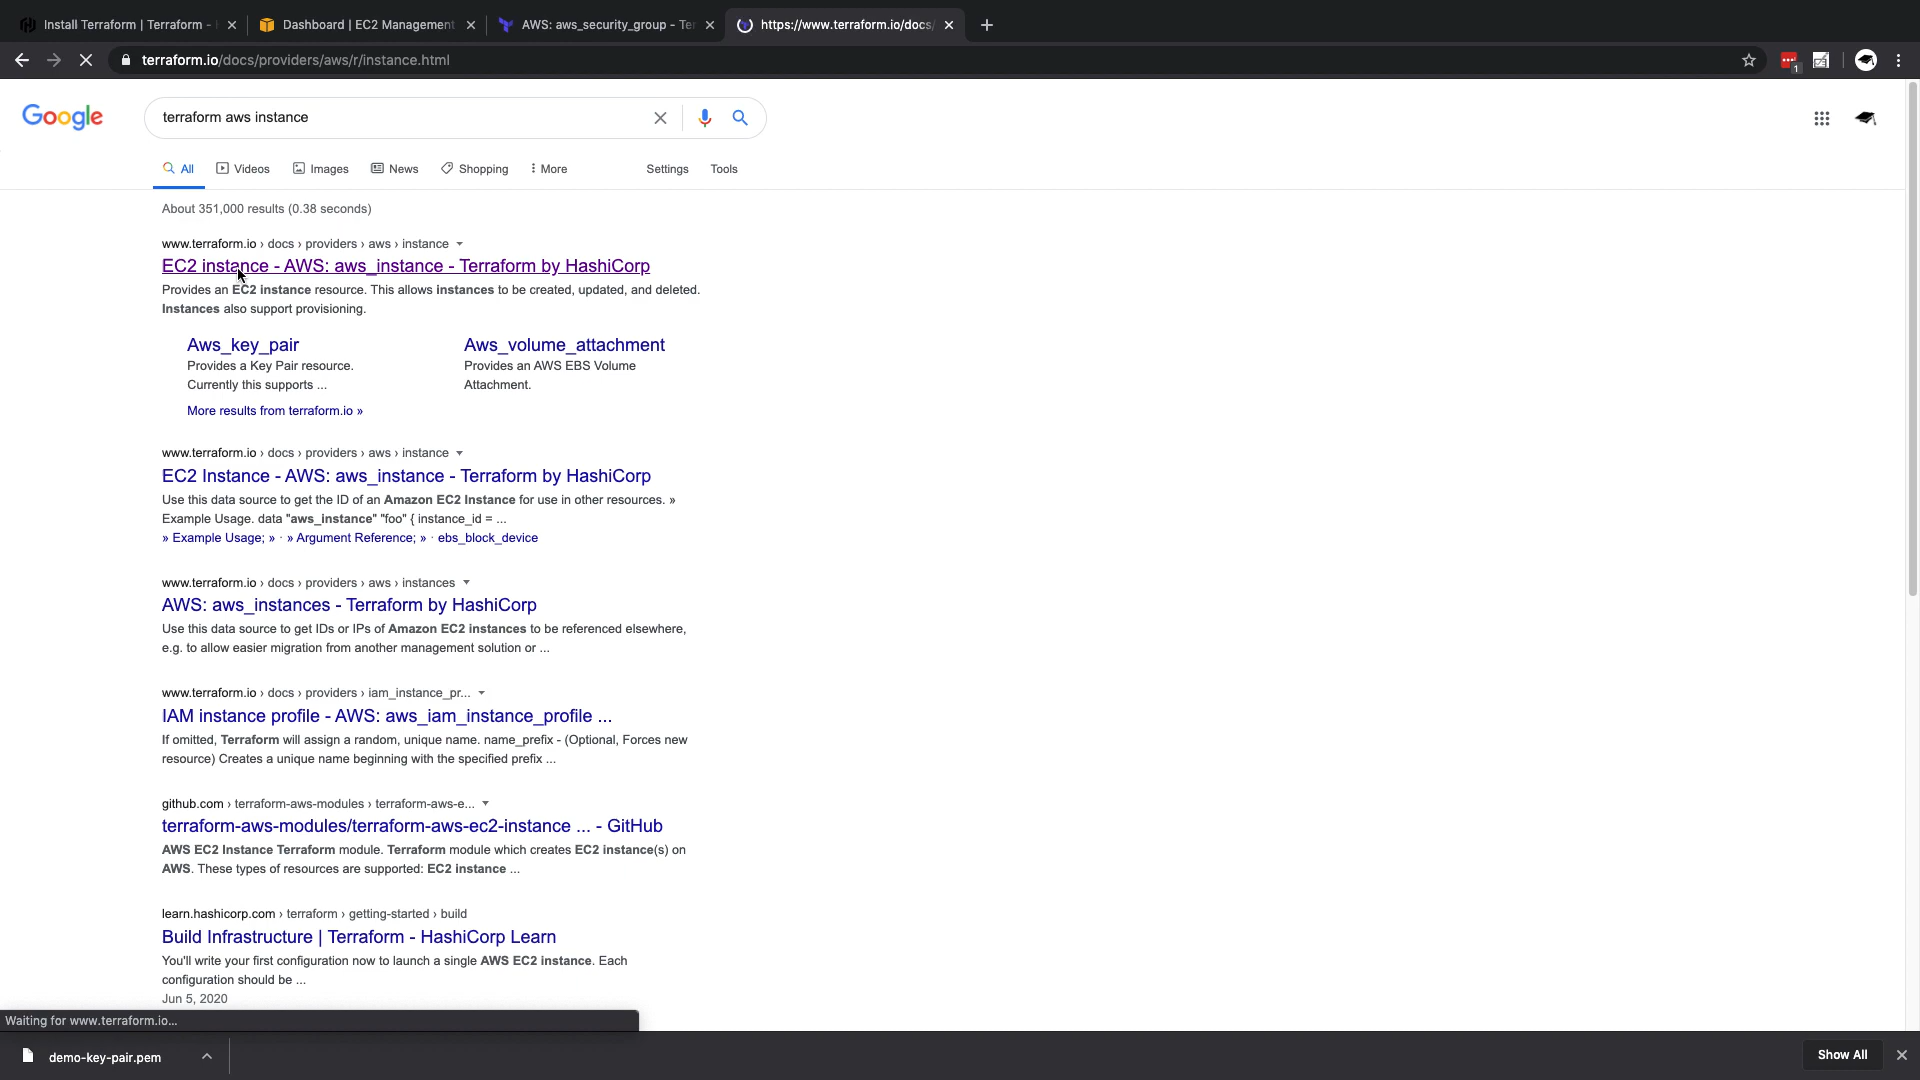 Install Terraform | Terraform -
Dashboard | EC2 Management
AWS: aws_security_group - Ter
https://www.terraform.io/docs/
terraform.io/docs/providers/aws/r/instance.html
1
Google
terraform aws instance
All
Videos
Images
News
Shopping
More
Settings
Tools
About 351,000 results (0.38 seconds)
www.terraform.io › docs › providers › aws › instance
EC2 instance - AWS: aws_instance - Terraform by HashiCorp
Provides an EC2 instance resource. This allows instances to be created, updated, and deleted.
Instances also support provisioning.
Aws_key_pair
Provides a Key Pair resource.
Currently this supports ...
Aws_volume_attachment
Provides an AWS EBS Volume
Attachment.
More results from terraform.io »
www.terraform.io › docs › providers › aws › instance
EC2 Instance - AWS: aws_instance - Terraform by HashiCorp
Use this data source to get the ID of an Amazon EC2 Instance for use in other resources. »
Example Usage. data "aws_instance" "foo" { instance_id = ...
» Example Usage; » · » Argument Reference; » · ebs_block_device
www.terraform.io › docs › providers › aws › instances
AWS: aws_instances - Terraform by HashiCorp
Use this data source to get IDs or IPs of Amazon EC2 instances to be referenced elsewhere,
e.g. to allow easier migration from another management solution or ...
www.terraform.io › docs › providers › iam_instance_pr...
IAM instance profile - AWS: aws_iam_instance_profile ...
If omitted, Terraform will assign a random, unique name. name_prefix - (Optional, Forces new
resource) Creates a unique name beginning with the specified prefix ...
github.com › terraform-aws-modules › terraform-aws-e...
terraform-aws-modules/terraform-aws-ec2-instance ... - GitHub
AWS EC2 Instance Terraform module. Terraform module which creates EC2 instance(s) on
AWS. These types of resources are supported: EC2 instance ...
learn.hashicorp.com › terraform › getting-started › build
Build Infrastructure | Terraform - HashiCorp Learn
You'll write your first configuration now to launch a single AWS EC2 instance. Each
configuration should be ...
Jun 5, 2020
Waiting for www.terraform.io...
demo-key-pair.pem
Show All